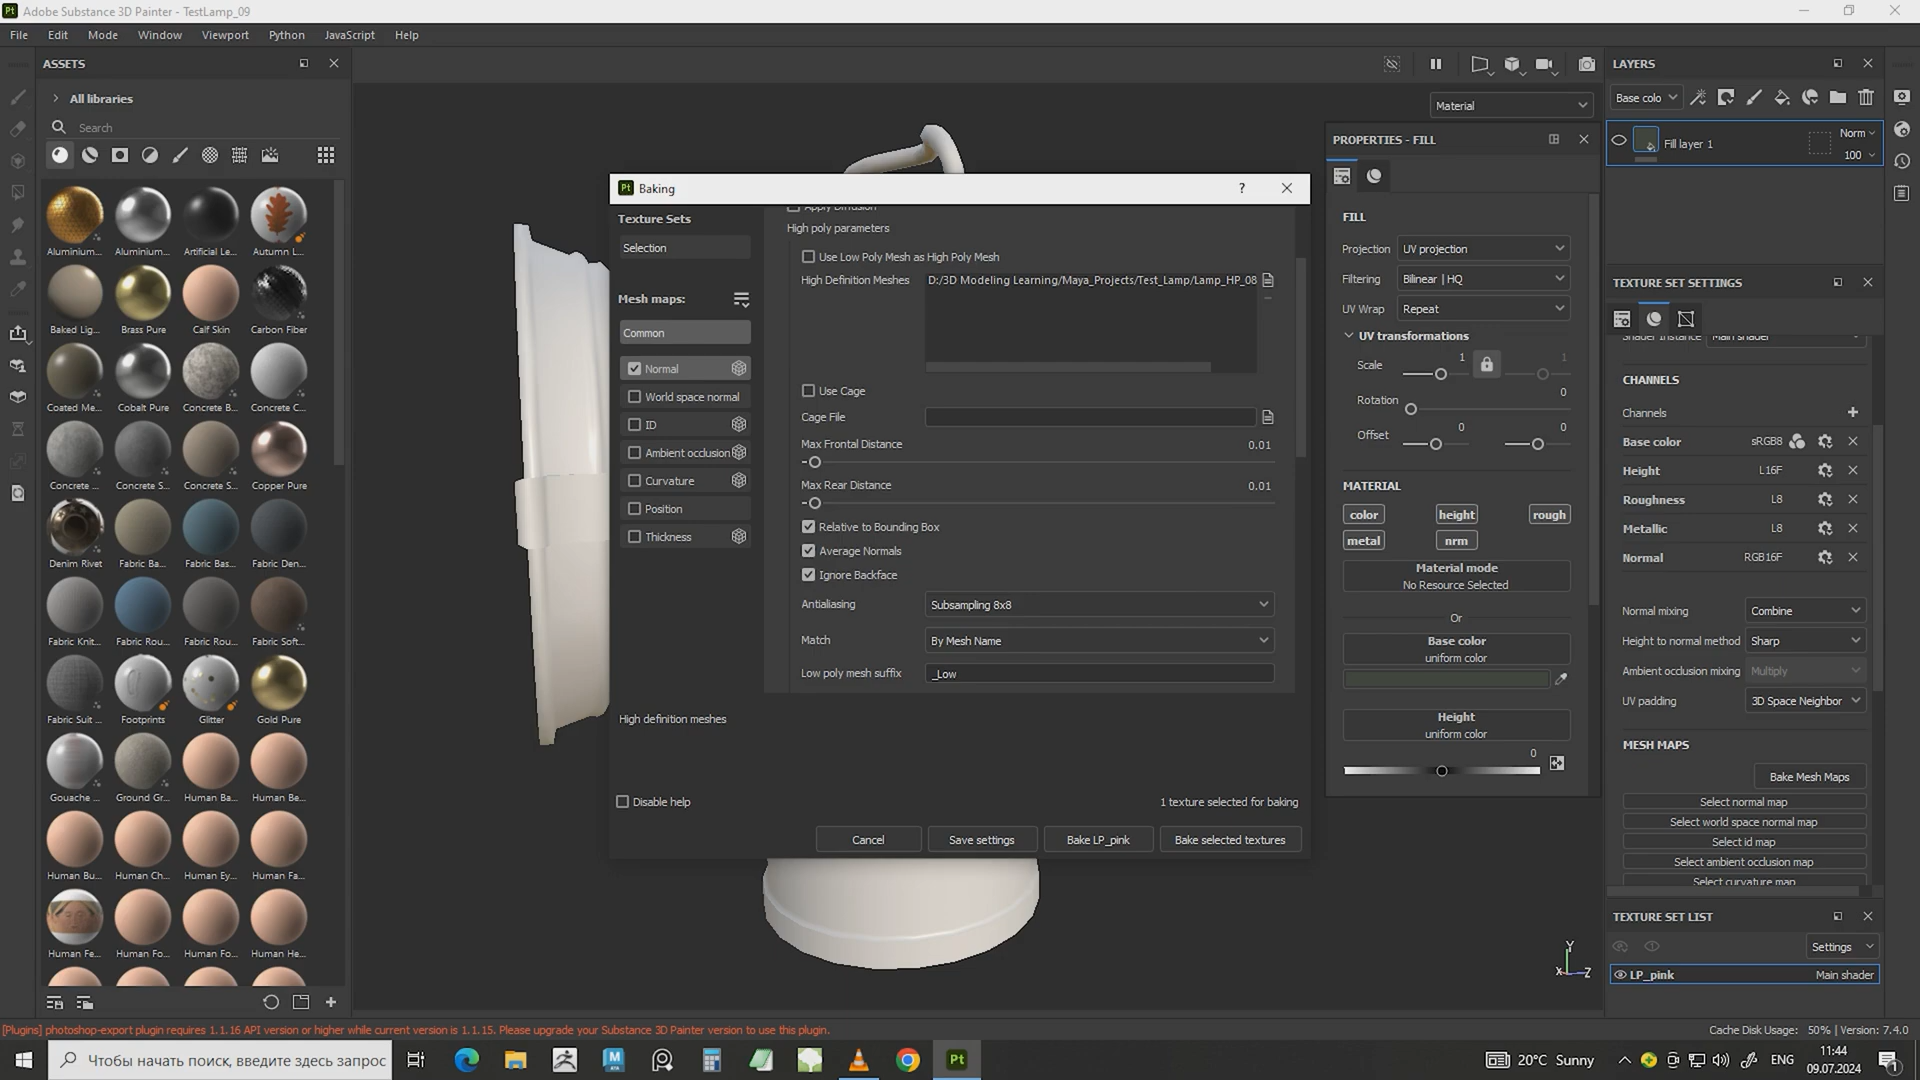 Adobe Substance 3D Painter - TestLamp_09
File Edit Mode Window Viewport Python JavaScript Help
ASSETS
All libraries
Search
Aluminium... Aluminium... Artificial Le... Autumn L...
Baked Lig... Brass Pure Calf Skin Carbon Fiber
Coated Me... Cobalt Pure Concrete B... Concrete C...
Concrete ... Concrete S... Concrete S... Copper Pure
Denim Rivet Fabric Ba... Fabric Bas... Fabric Den...
Fabric Knit... Fabric Rou... Fabric Rou... Fabric Soft...
Fabric Suit ... Footprints Glitter Gold Pure
Gouache ... Ground Gr... Human Ba... Human Be...
Human Bu... Human Ch... Human Ey... Human Fa...
Human Fe... Human Fo... Human Fo... Human He...
Material
Baking
?
Texture Sets
Selection
Mesh maps:
Common
Normal
World space normal
ID
Ambient occlusion
Curvature
Position
Thickness
Apply Diffusion
High poly parameters
Use Low Poly Mesh as High Poly Mesh
High Definition Meshes D:/3D Modeling Learning/Maya_Projects/Test_Lamp/Lamp_HP_08
Use Cage
Cage File
Max Frontal Distance 0.01
Max Rear Distance 0.01
Relative to Bounding Box
Average Normals
Ignore Backface
Antialiasing Subsampling 8x8
Match By Mesh Name
Low poly mesh suffix _Low
High definition meshes
Disable help 1 texture selected for baking
Cancel Save settings Bake LP_pink Bake selected textures
PROPERTIES - FILL
FILL
Projection UV projection
Filtering Bilinear | HQ
UV Wrap Repeat
UV transformations
Scale 1 1
Rotation 0
Offset 0 0
MATERIAL
color height rough
metal nrm
Material mode
No Resource Selected
Or
Base color
uniform color
Height
uniform color
0
LAYERS
Base colo
Fill layer 1 Norm
100
TEXTURE SET SETTINGS
Shader Instance Main shader
CHANNELS
Channels
Base color sRGB8
Height L16F
Roughness L8
Metallic L8
Normal RGB16F
Normal mixing Combine
Height to normal method Sharp
Ambient occlusion mixing Multiply
UV padding 3D Space Neighbor
MESH MAPS
Bake Mesh Maps
Select normal map
Select world space normal map
Select id map
Select ambient occlusion map
Select curvature map
TEXTURE SET LIST
Settings
LP_pink Main shader
Y
X Z
[Plugins] photoshop-export plugin requires 1.1.16 API version or higher while current version is 1.1.15. Please upgrade your Substance 3D Painter version to use this plugin.
Cache Disk Usage: 50% | Version: 7.4.0
Чтобы начать поиск, введите здесь запрос
Pt
20°C Sunny
ENG
11:44
09.07.2024
1